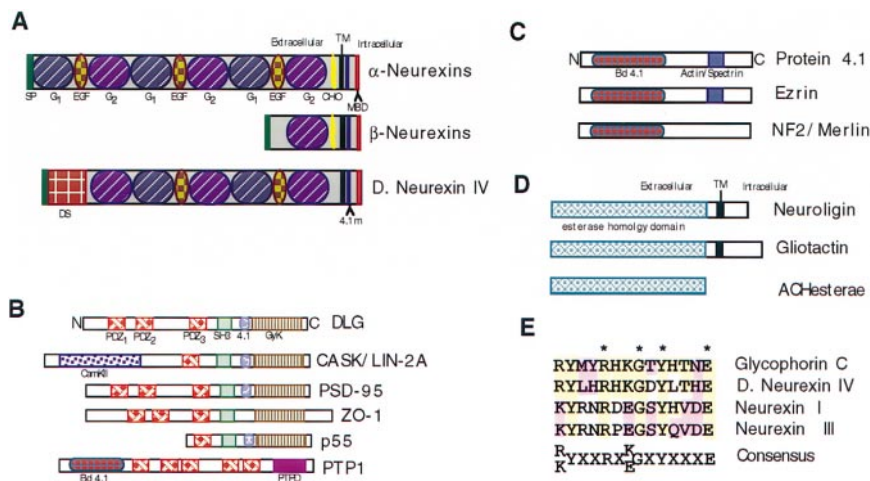 A
Extracellular TM Intracellular
α-Neurexins
SP G1 EGF G2 G1 EGF G2 G1 EGF G2 CHO
MBD
β-Neurexins
D. Neurexin IV
DS
4.1m
B
N C DLG
PDZ1 PDZ2 PDZ3 SH3 4.1 GyK
CASK/LIN-2A
CamKII
PSD-95
ZO-1
p55
PTP1
Bd 4.1 PTPD
C
N C Protein 4.1
Bd 4.1 Actin/Spectrin
Ezrin
NF2/Merlin
D
Extracellular TM Intracellular
Neuroligin
esterase homolgy domain
Gliotactin
ACHesterae
E
* * * *
RYMYRHKGTYHTNE Glycophorin C
RYLHRHKGDYLTHE D. Neurexin IV
KYRNRDEGSYHVDE Neurexin I
KYRNRPEGSYQVDE Neurexin III
R K
YXXRX GXYXXXE Consensus
K E